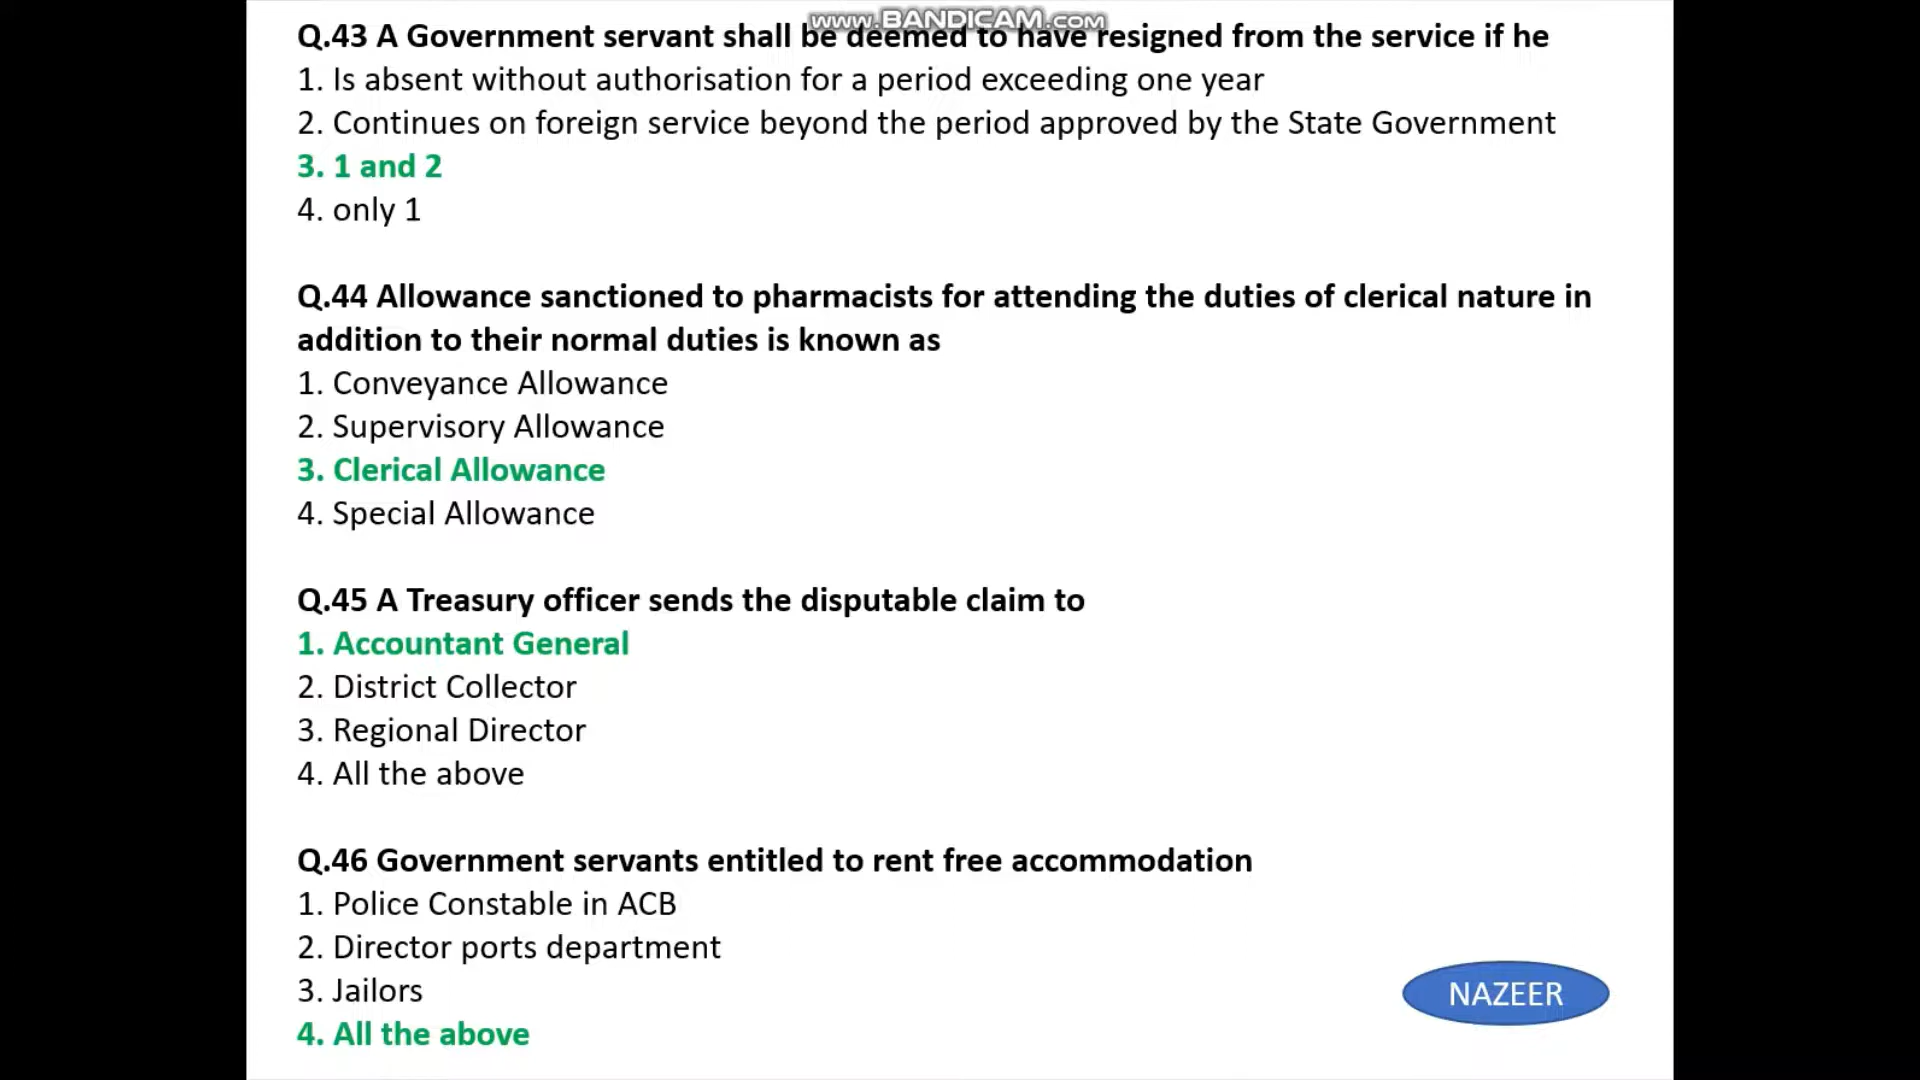 www.BANDICAM.com
Q.43 A Government servant shall be deemed to have resigned from the service if he
1. Is absent without authorisation for a period exceeding one year
2. Continues on foreign service beyond the period approved by the State Government
3. 1 and 2
4. only 1
Q.44 Allowance sanctioned to pharmacists for attending the duties of clerical nature in
addition to their normal duties is known as
1. Conveyance Allowance
2. Supervisory Allowance
3. Clerical Allowance
4. Special Allowance
Q.45 A Treasury officer sends the disputable claim to
1. Accountant General
2. District Collector
3. Regional Director
4. All the above
Q.46 Government servants entitled to rent free accommodation
1. Police Constable in ACB
2. Director ports department
3. Jailors
4. All the above
NAZEER